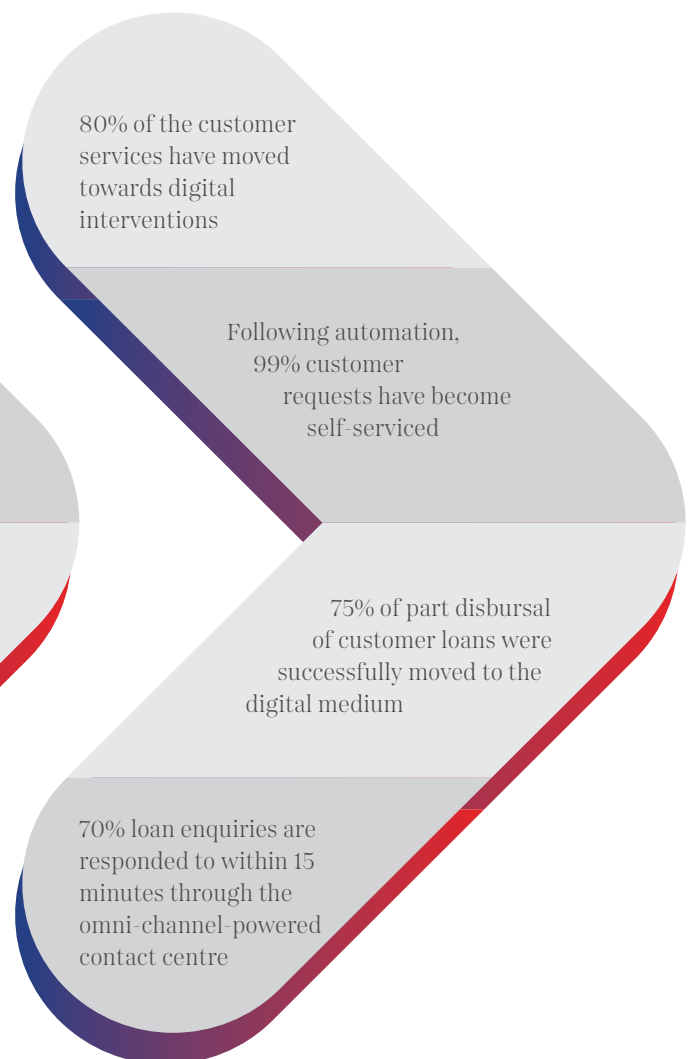 80% of the customer
services have moved
towards digital
interventions
Following automation,
99% customer
requests have become
self-serviced
75% of part disbursal
of customer loans were
successfully moved to the
digital medium
70% loan enquiries are
responded to within 15
minutes through the
omni-channel-powered
contact centre